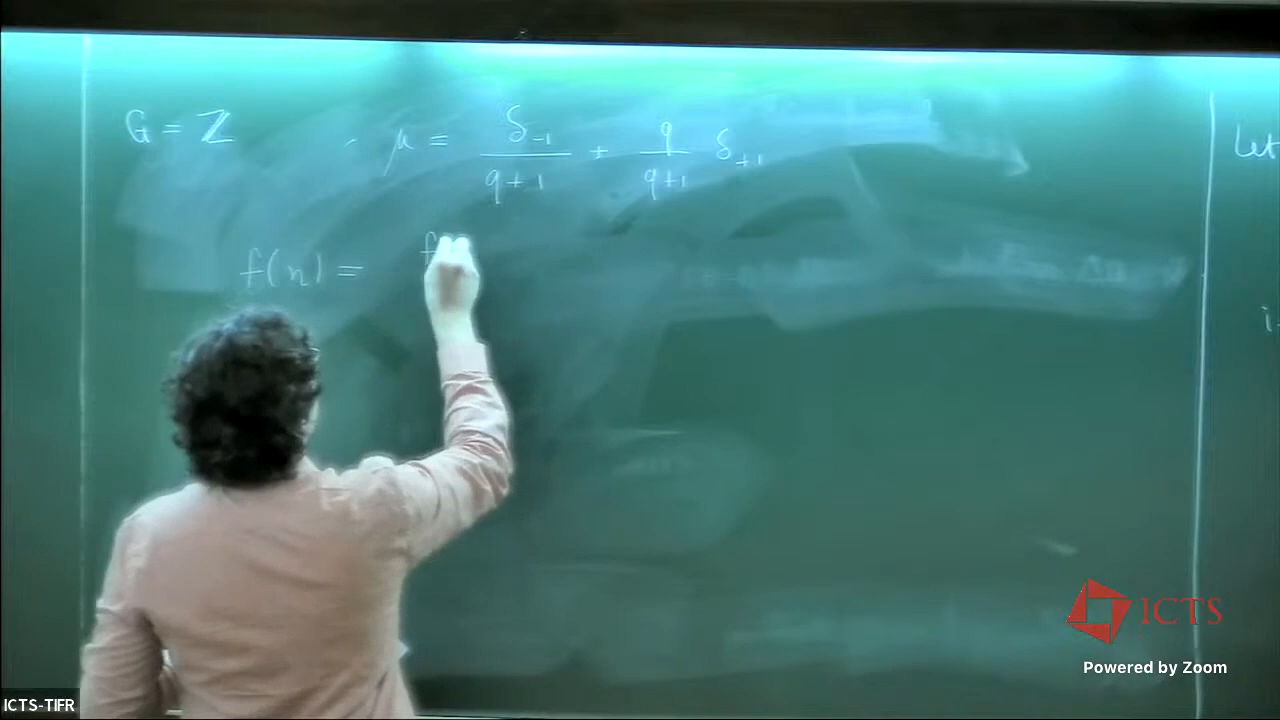 G = ℤ    μ = δ₋₁/(q+1) + q/(q+1) δ₊₁
f(n) = f
Let
ICTS
Powered by Zoom
ICTS-TIFR